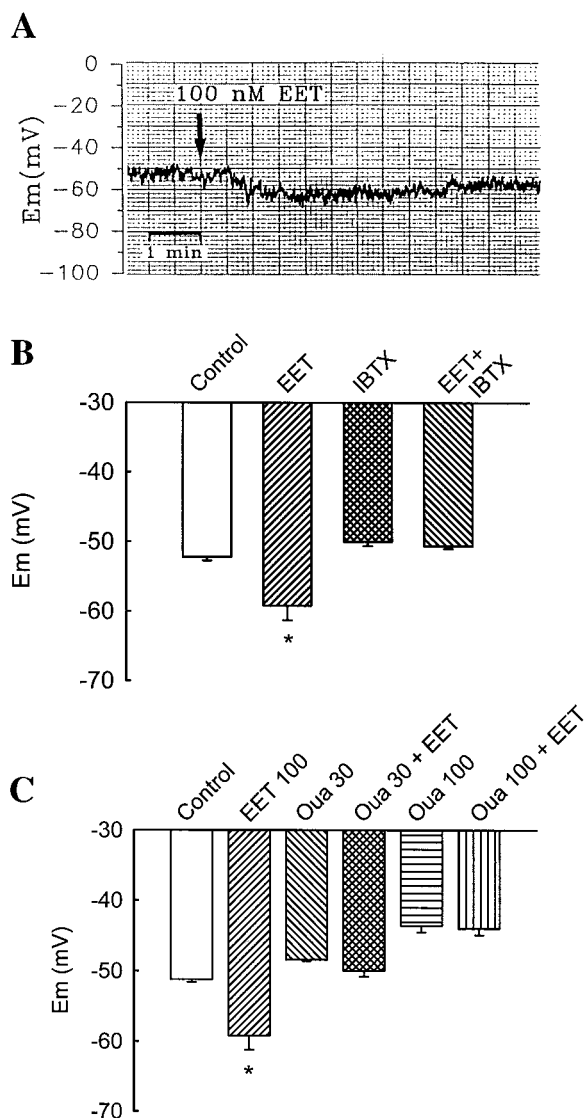 A
0
−20
−40
−60
−80
−100
Em(mV)
100 nM EET
1 min
B
Control
EET
IBTX
EET+
IBTX
-30
-40
-50
-60
-70
Em (mV)
*
C
Control
EET 100
Oua 30
Oua 30 + EET
Oua 100
Oua 100 + EET
-30
-40
-50
-60
-70
Em (mV)
*